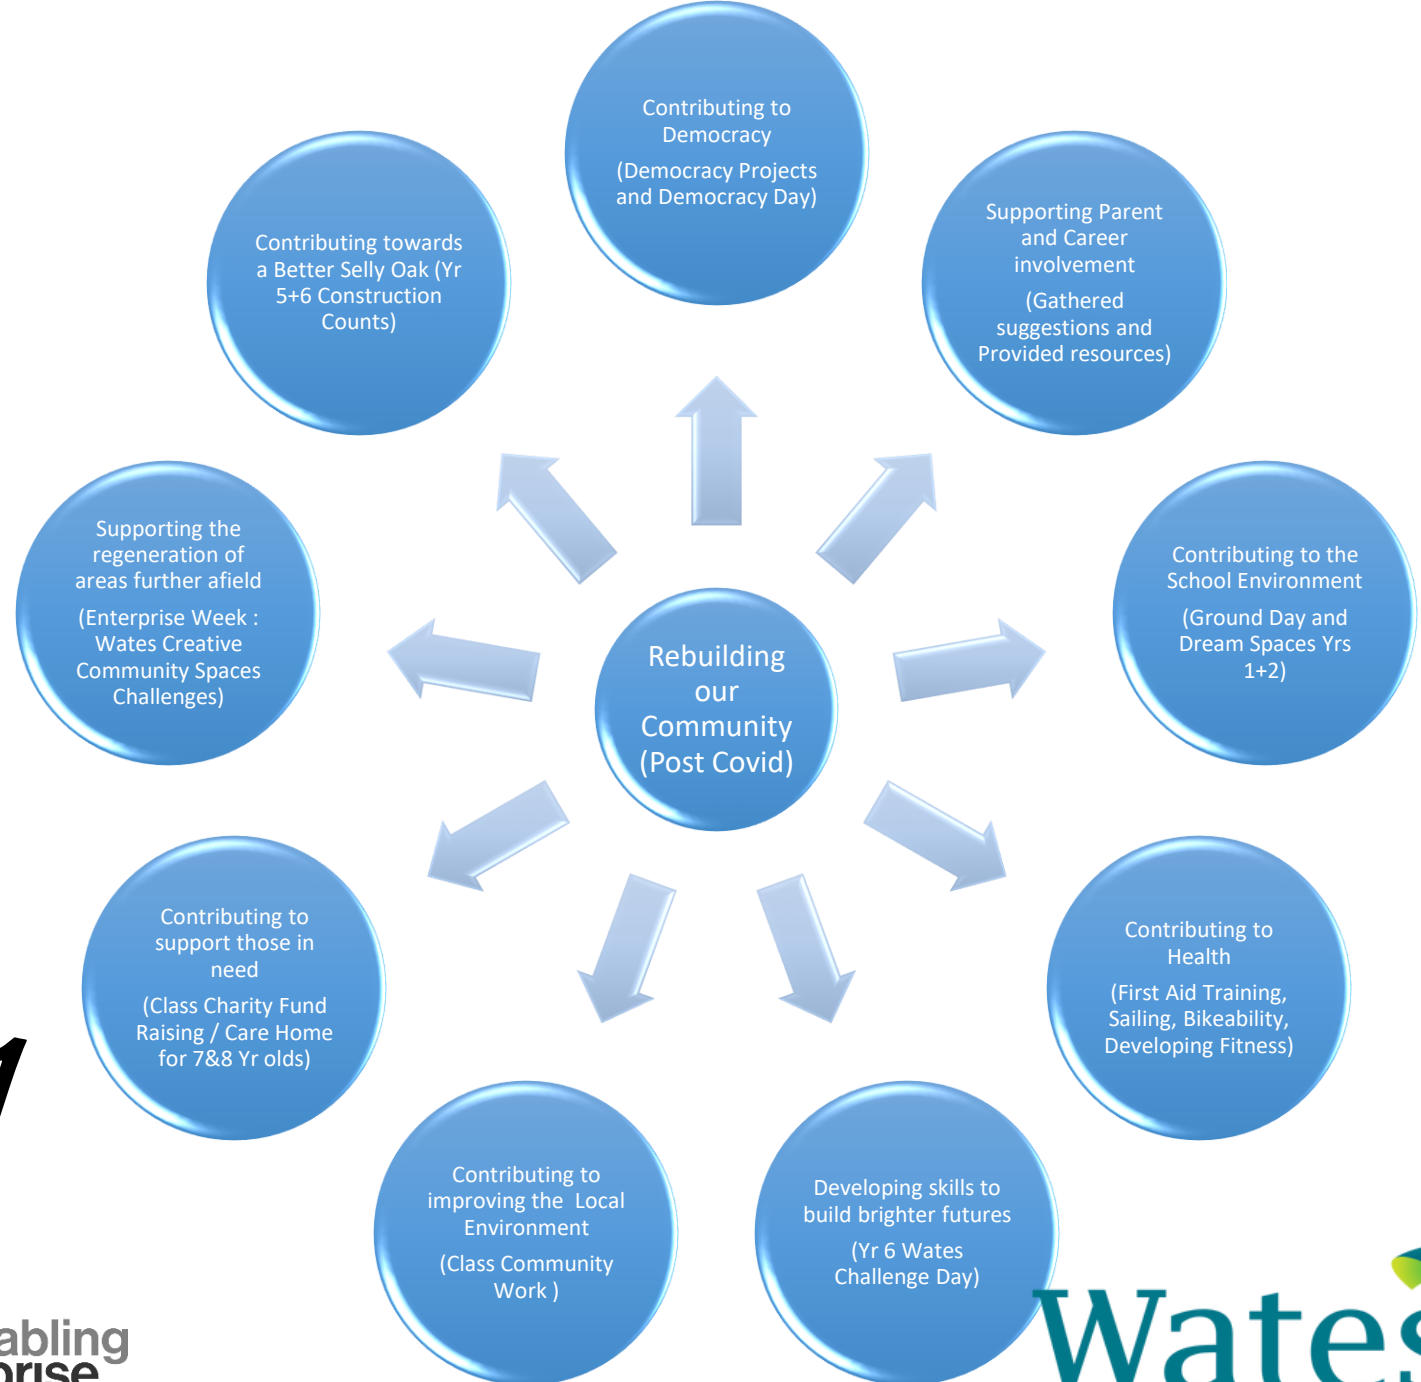 Contributing to
Democracy
(Democracy Projects
and Democracy Day)
Supporting Parent
and Career
involvement
(Gathered
suggestions and
Provided resources)
Contributing to the
School Environment
(Ground Day and
Dream Spaces Yrs
1+2)
Contributing to
Health
(First Aid Training,
Sailing, Bikeability,
Developing Fitness)
Developing skills to
build brighter futures
(Yr 6 Wates
Challenge Day)
Contributing to
improving the  Local
Environment
(Class Community
Work )
Contributing to
support those in
need
(Class Charity Fund
Raising / Care Home
for 7&8 Yr olds)
Supporting the
regeneration of
areas further afield
(Enterprise Week :
Wates Creative
Community Spaces
Challenges)
Contributing towards
a Better Selly Oak (Yr
5+6 Construction
Counts)
Rebuilding
our
Community
(Post Covid)
abling
prise
Wates